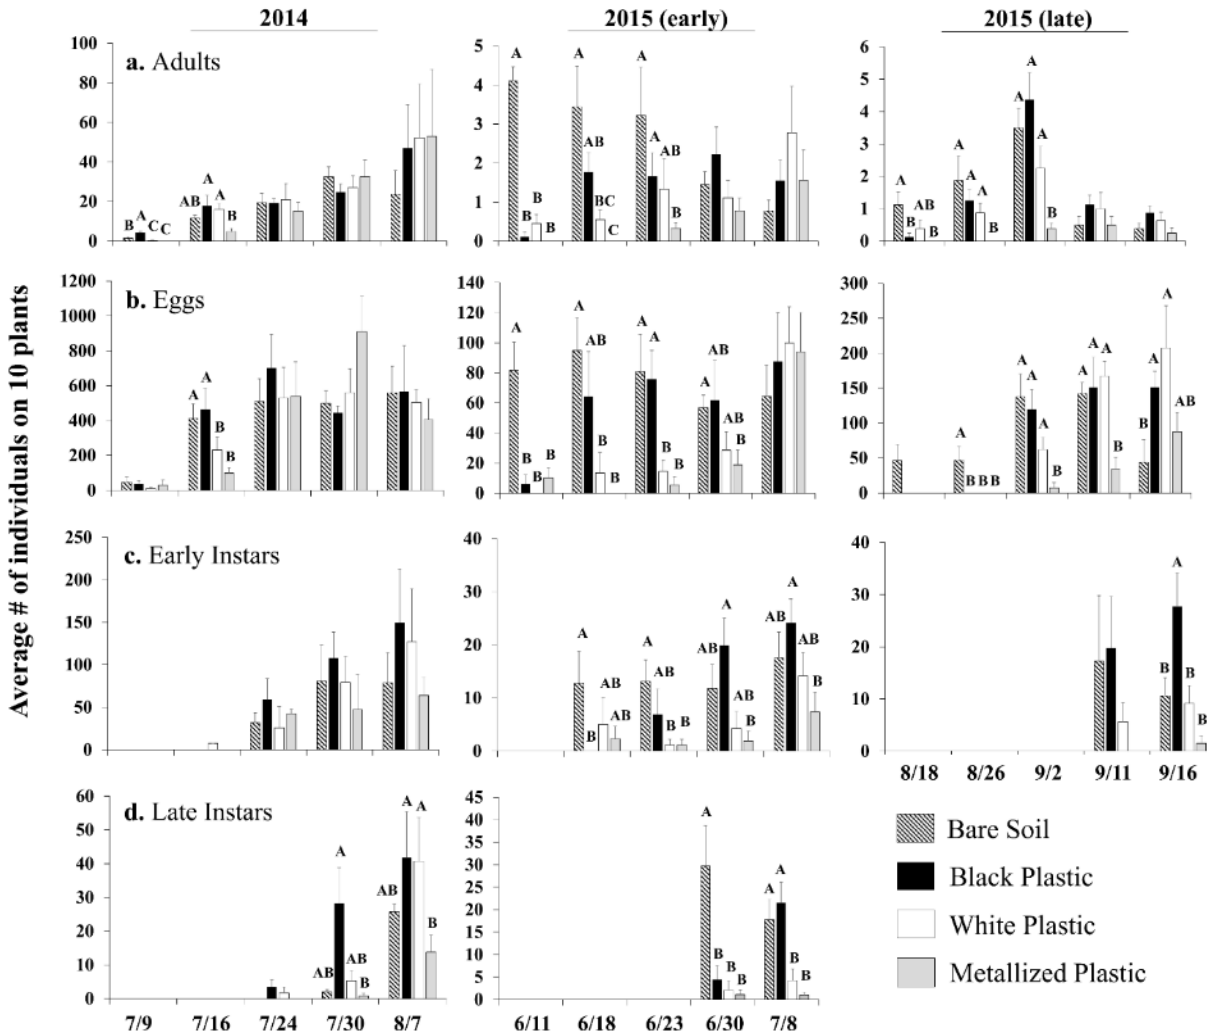 2014 2015 (early) 2015 (late)
Average # of individuals on 10 plants
a. Adults
100 80 60 40 20 0
B A C C AB A A B
5 4 3 2 1 0
A B B B A AB BC C A A AB B
6 5 4 3 2 1 0
A B AB B A A A B A A A B
b. Eggs
1200 1000 800 600 400 200 0
A A B B
140 120 100 80 60 40 20 0
A B B B A AB B B A A B B A AB AB B
300 250 200 150 100 50 0
A B B B A A A B A A A B B A A AB
c. Early Instars
250 200 150 100 50 0
40 30 20 10 0
A B AB AB A AB B B AB A AB B AB A AB B
40 30 20 10 0
B A B B
8/18 8/26 9/2 9/11 9/16
d. Late Instars
60 50 40 30 20 10 0
AB A AB B AB A A B
7/9 7/16 7/24 7/30 8/7
45 40 35 30 25 20 15 10 5 0
A B B B A A B B
6/11 6/18 6/23 6/30 7/8
Bare Soil
Black Plastic
White Plastic
Metallized Plastic